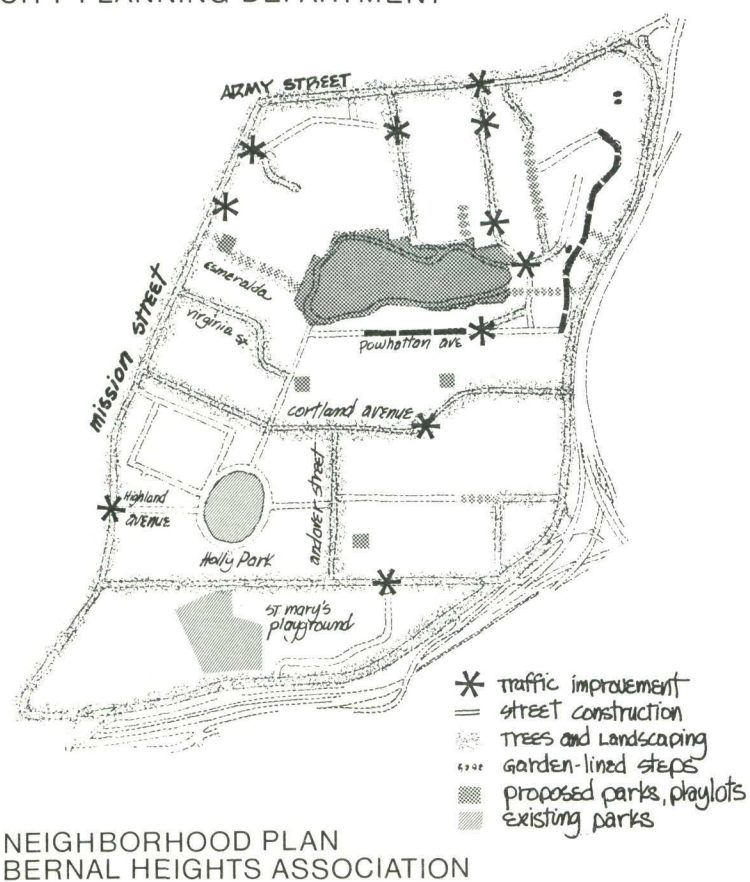 CITY PLANNING DEPARTMENT
ARMY STREET
mission STREET
Esmeralda
virginia st.
powhatton ave
cortland avenue
andover street
Highland
avenue
Holly Park
ST mary's
playground
Traffic improvement
street construction
TREES and Landscaping
Garden-lined steps
proposed parks, playlots
existing parks
NEIGHBORHOOD PLAN
BERNAL HEIGHTS ASSOCIATION